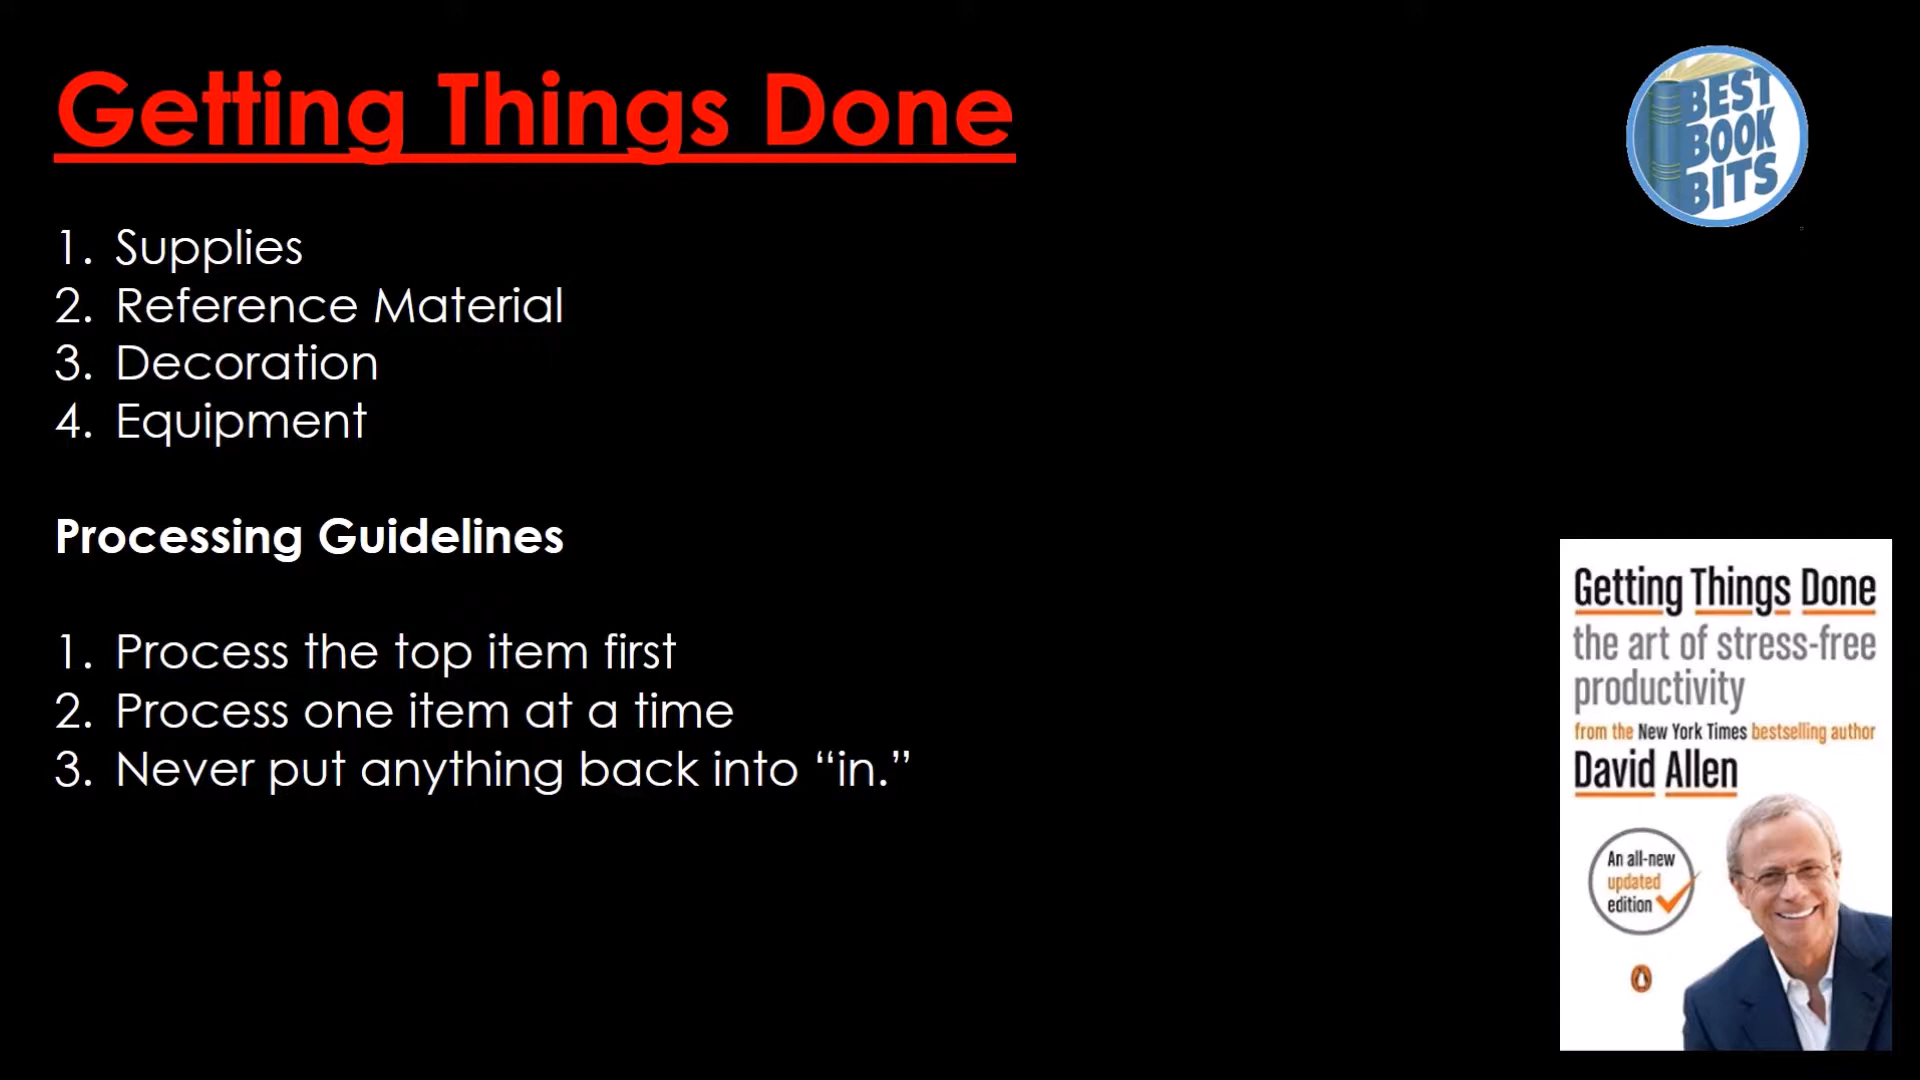 Getting Things Done
BEST
BOOK
BITS
1. Supplies
2. Reference Material
3. Decoration
4. Equipment
Processing Guidelines
1. Process the top item first
2. Process one item at a time
3. Never put anything back into “in.”
Getting Things Done
the art of stress-free
productivity
from the New York Times bestselling author
David Allen
An all-new
updated
edition